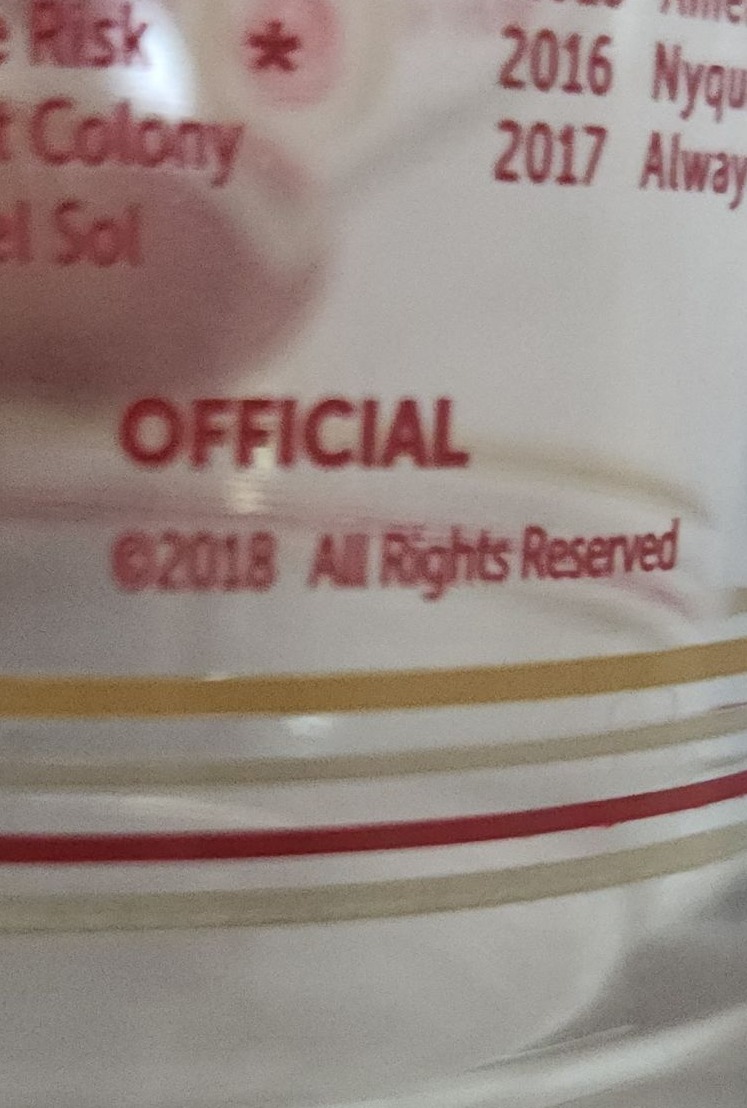 Risk *
Colony
Sol
2016 Nyqu
2017 Alway
OFFICIAL
©2018 All Rights Reserved